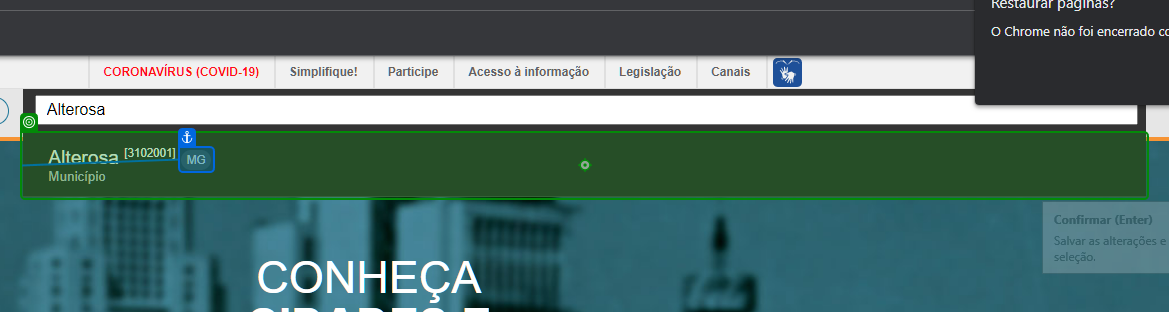 Restaurar páginas?
O Chrome não foi encerrado
CORONAVÍRUS (COVID-19) Simplifique! Participe Acesso à informação Legislação Canais
Alterosa
Alterosa [3102001] MG
Município
Confirmar (Enter)
Salvar as alterações e
seleção.
CONHEÇA
CIDADES E